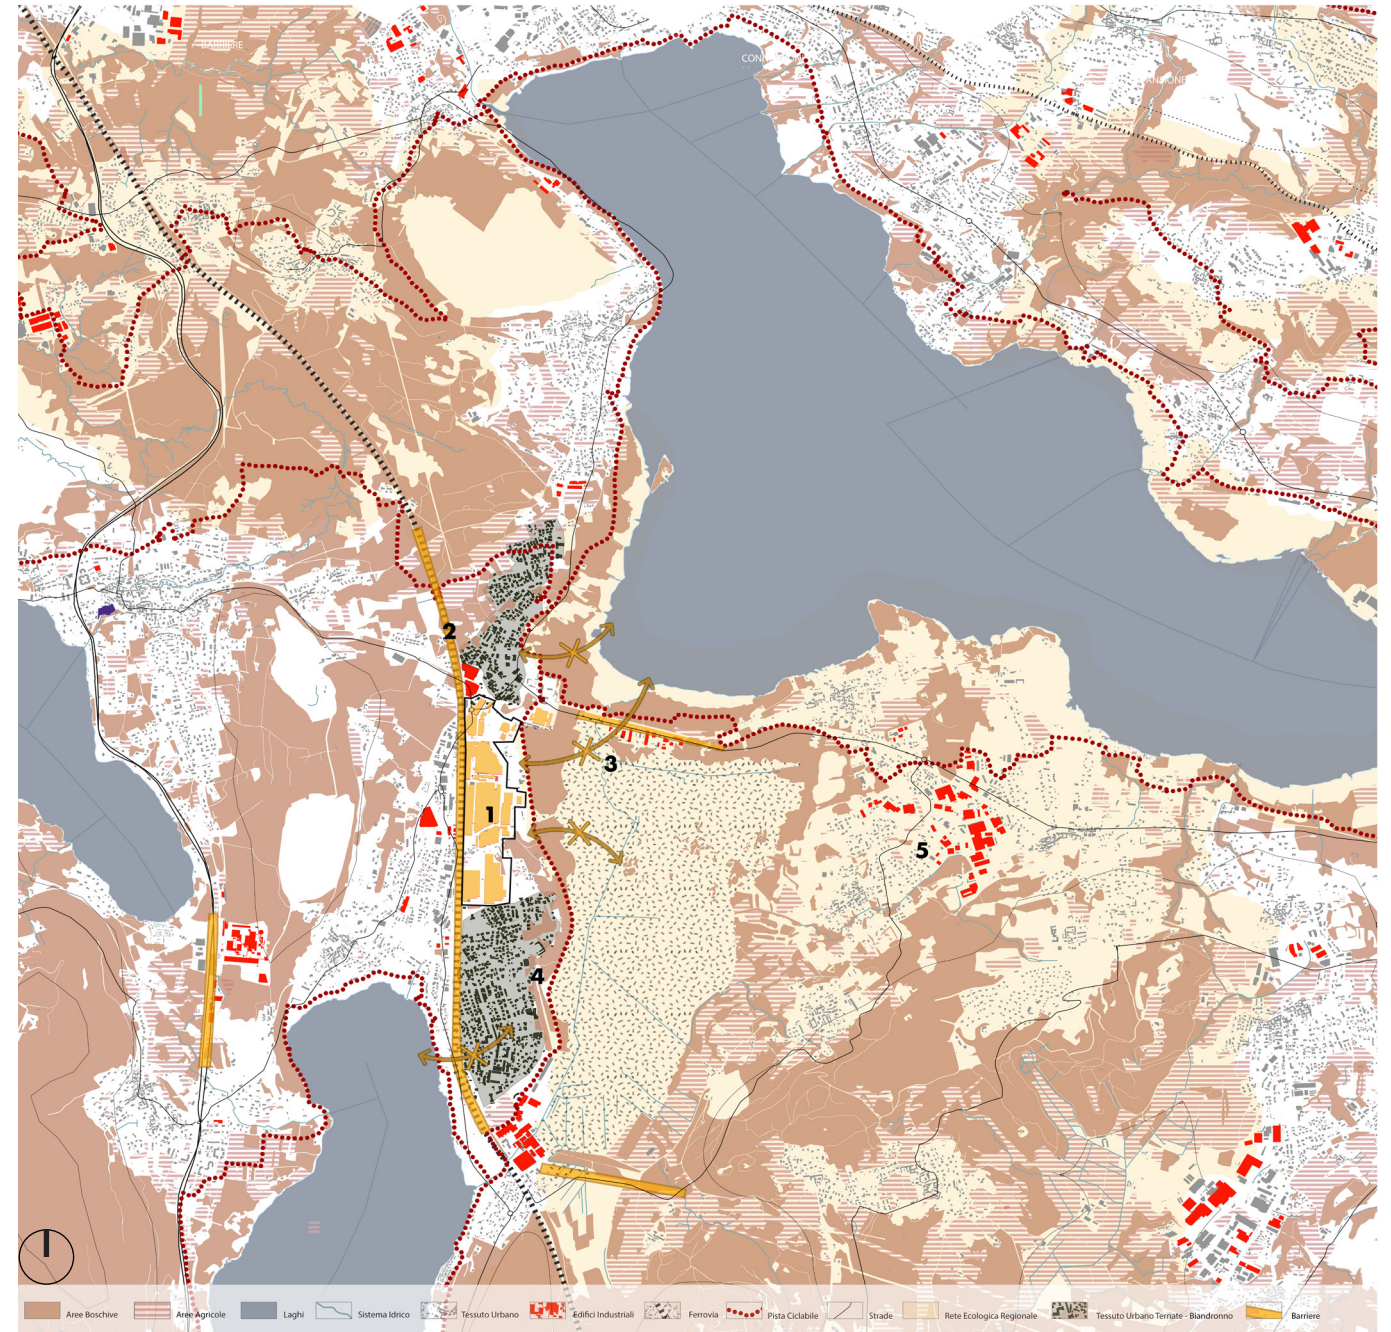 BARRIERE
2
3
1
5
4
Aree Boschive Aree Agricole Laghi Sistema Idrico Tessuto Urbano Edifici Industriali Ferrovia Pista Ciclabile Strade Rete Ecologica Regionale Tessuto Urbano Ternate - Biandronno Barriere